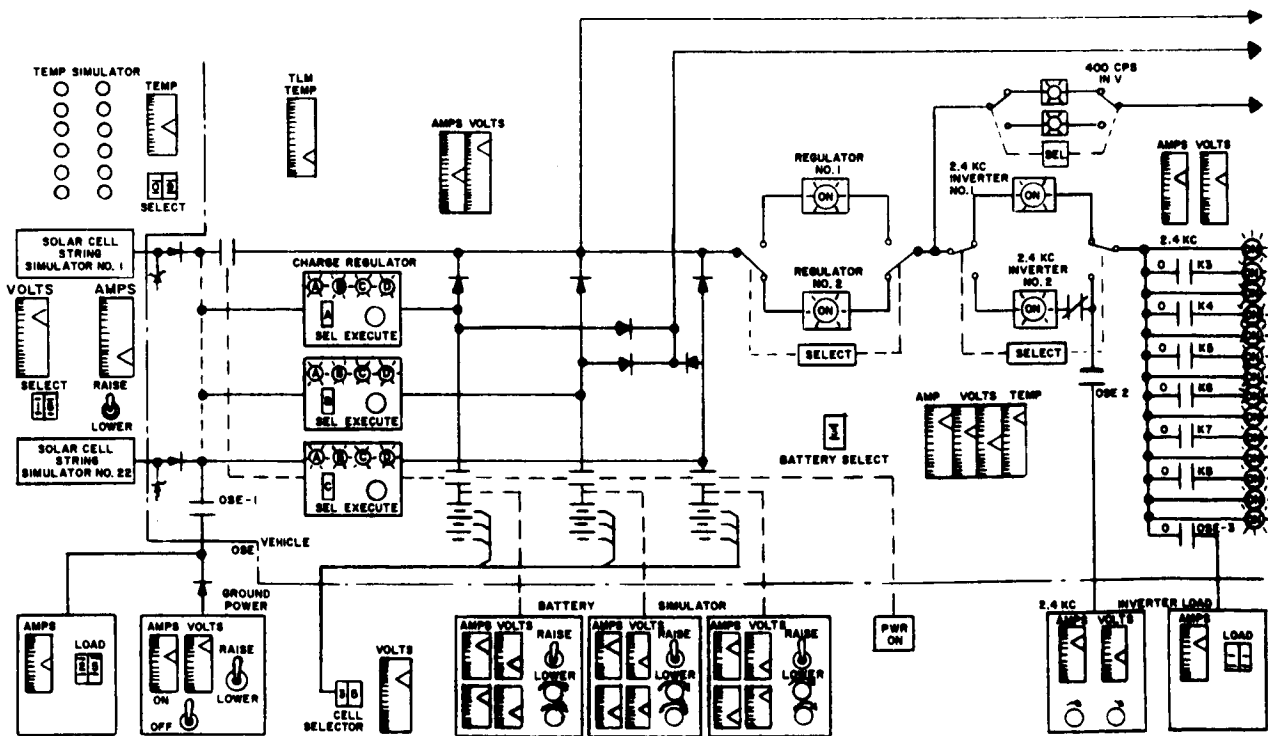 TEMP SIMULATOR
TEMP
SELECT
TLM
TEMP
AMPS VOLTS
400 CPS
IN V
SEL
REGULATOR
NO. 1
ON
2.4 KC
INVERTER
NO. 1
ON
AMPS VOLTS
SOLAR CELL
STRING
SIMULATOR NO. 1
VOLTS
AMPS
SELECT
RAISE
LOWER
SOLAR CELL
STRING
SIMULATOR NO. 22
CHARGE REGULATOR
A B C D
A
SEL EXECUTE
A B C D
B
SEL EXECUTE
A B C D
C
SEL EXECUTE
REGULATOR
NO. 2
ON
SELECT
2.4 KC
INVERTER
NO. 2
ON
SELECT
2.4 KC
O K3
O K4
O K5
O K6
O K7
O K8
O OSE-3
OSE 2
AMP VOLTS TEMP
BATTERY SELECT
OSE-1
OSE VEHICLE
GROUND
POWER
AMPS
LOAD
AMPS VOLTS
RAISE
LOWER
ON
OFF
CELL
SELECTOR
VOLTS
BATTERY SIMULATOR
AMPS VOLTS
RAISE
LOWER
AMPS VOLTS
RAISE
LOWER
AMPS VOLTS
RAISE
LOWER
PWR
ON
2.4 KC INVERTER LOAD
AMPS VOLTS
AMPS
LOAD